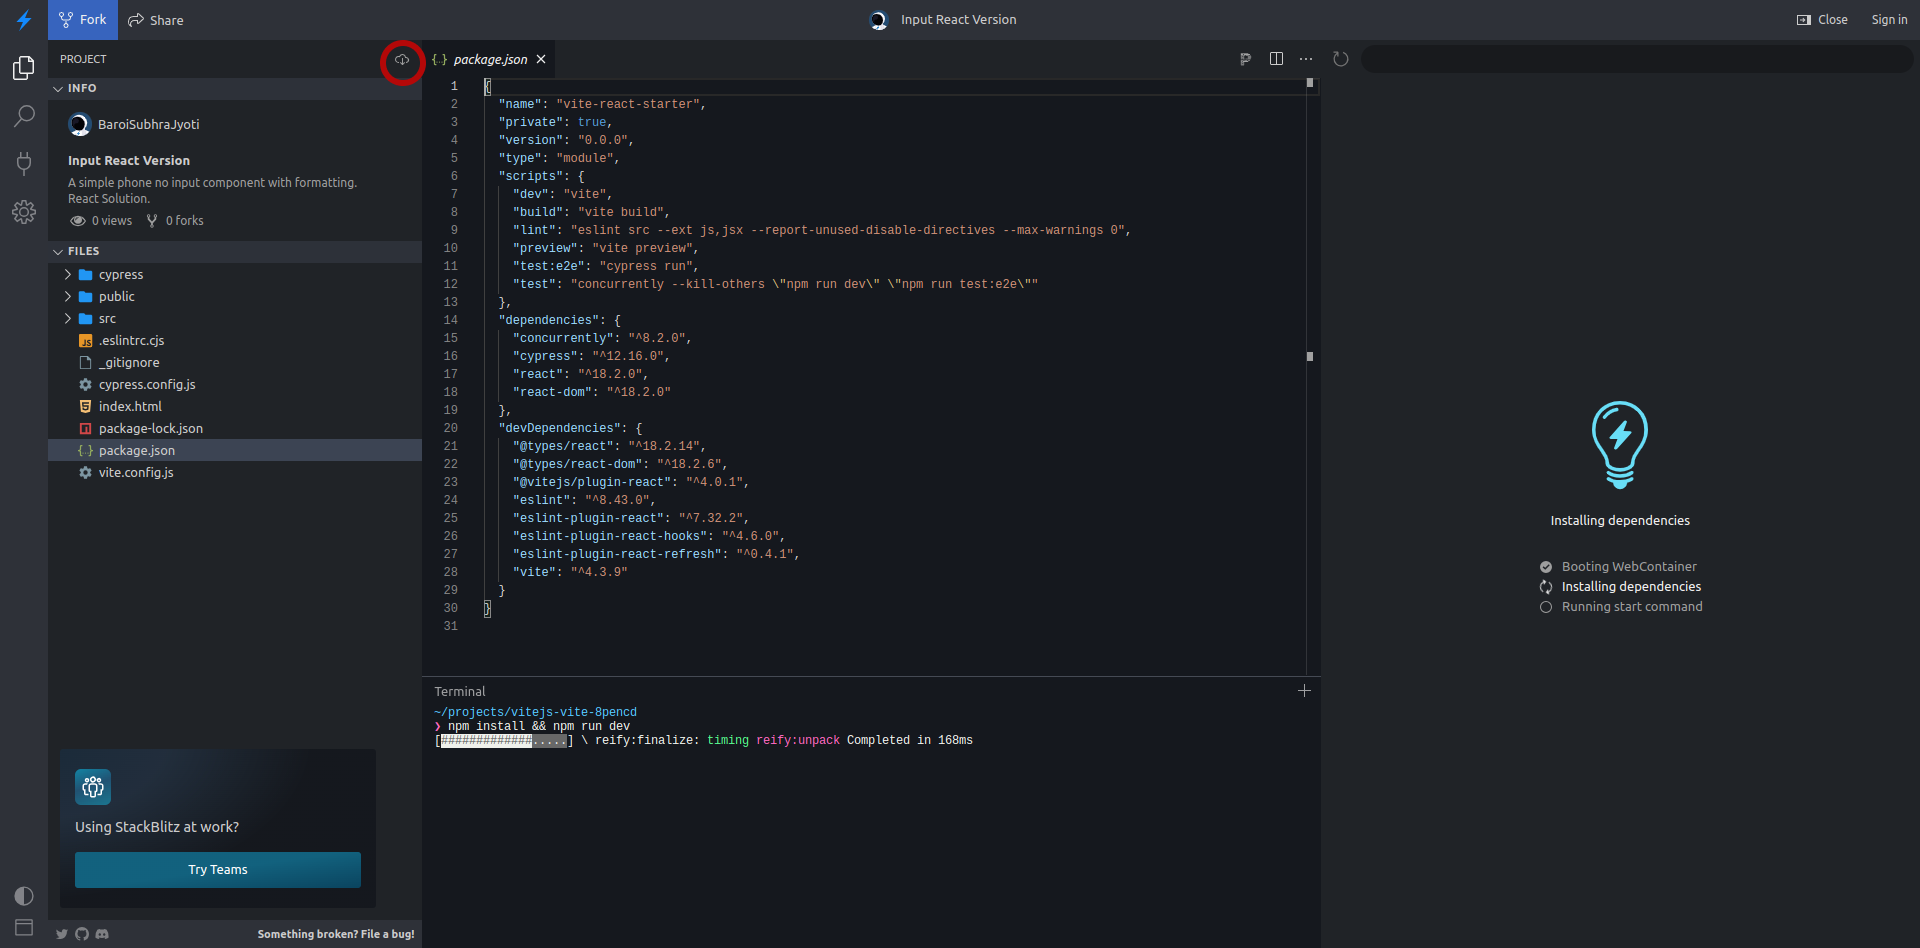 Fork
Share
Input React Version
Close
Sign in
PROJECT
INFO
BaroiSubhraJyoti
Input React Version
A simple phone no input component with formatting.
React Solution.
0 views
0 forks
FILES
cypress
public
src
JS .eslintrc.cjs
_gitignore
cypress.config.js
index.html
package-lock.json
{..} package.json
vite.config.js
Using StackBlitz at work?
Try Teams
Something broken? File a bug!
{..} package.json
1 {
2 "name": "vite-react-starter",
3 "private": true,
4 "version": "0.0.0",
5 "type": "module",
6 "scripts": {
7 "dev": "vite",
8 "build": "vite build",
9 "lint": "eslint src --ext js,jsx --report-unused-disable-directives --max-warnings 0",
10 "preview": "vite preview",
11 "test:e2e": "cypress run",
12 "test": "concurrently --kill-others \"npm run dev\" \"npm run test:e2e\""
13 },
14 "dependencies": {
15 "concurrently": "^8.2.0",
16 "cypress": "^12.16.0",
17 "react": "^18.2.0",
18 "react-dom": "^18.2.0"
19 },
20 "devDependencies": {
21 "@types/react": "^18.2.14",
22 "@types/react-dom": "^18.2.6",
23 "@vitejs/plugin-react": "^4.0.1",
24 "eslint": "^8.43.0",
25 "eslint-plugin-react": "^7.32.2",
26 "eslint-plugin-react-hooks": "^4.6.0",
27 "eslint-plugin-react-refresh": "^0.4.1",
28 "vite": "^4.3.9"
29 }
30 }
31
Terminal
~/projects/vitejs-vite-8pencd
❯ npm install && npm run dev
[#############.....] \ reify:finalize: timing reify:unpack Completed in 168ms
Installing dependencies
Booting WebContainer
Installing dependencies
Running start command